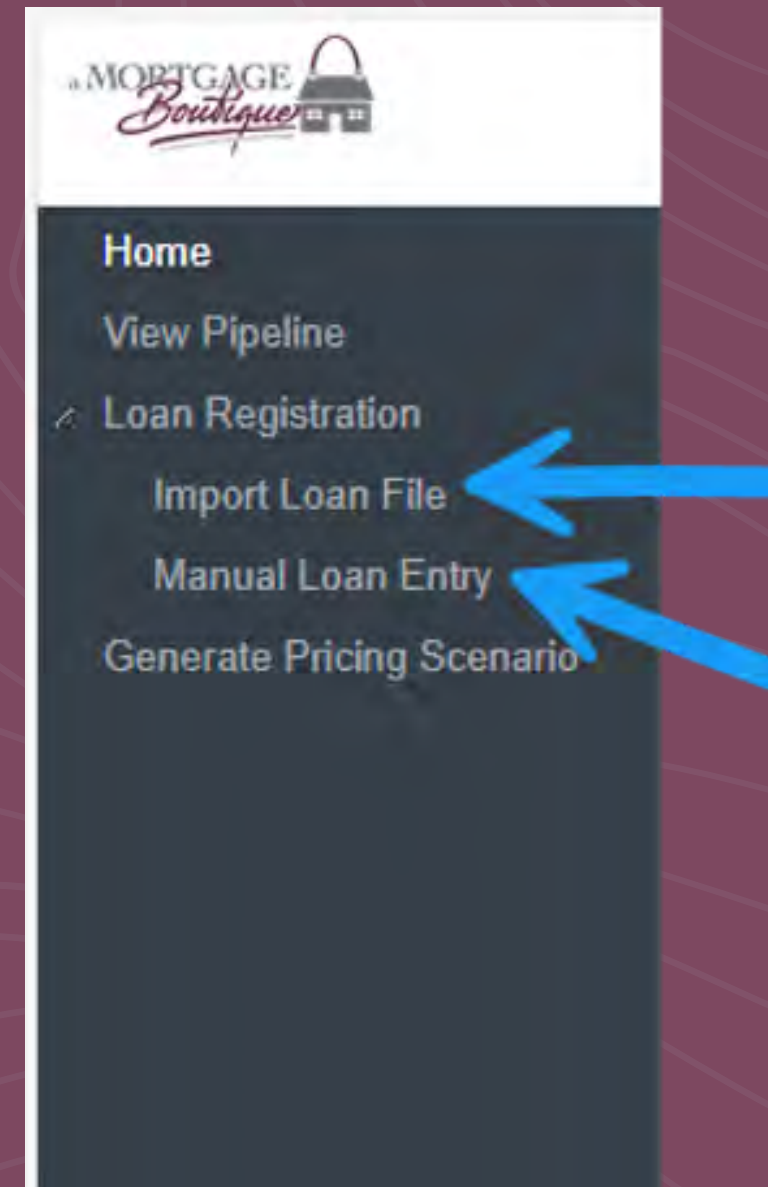 a MORTGAGE
Boutique
Home
View Pipeline
Loan Registration
Import Loan File
Manual Loan Entry
Generate Pricing Scenario